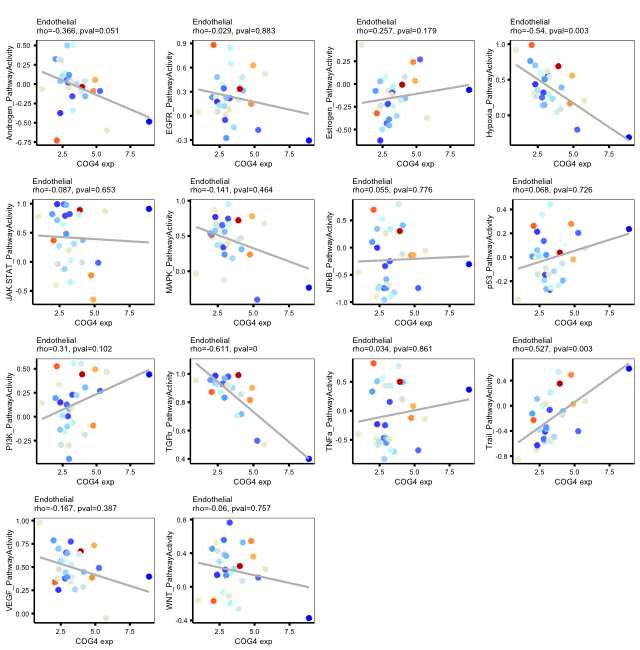 Endothelial
rho=-0.366, pval=0.051
Androgen_PathwayActivity
0.50
0.25
0.00
-0.25
-0.50
-0.75
2.5 5.0 7.5
COG4 exp
Endothelial
rho=-0.029, pval=0.883
EGFR_PathwayActivity
0.9
0.6
0.3
0.0
-0.3
2.5 5.0 7.5
COG4 exp
Endothelial
rho=0.257, pval=0.179
Estrogen_PathwayActivity
0.25
0.00
-0.25
-0.50
2.5 5.0 7.5
COG4 exp
Endothelial
rho=-0.54, pval=0.003
Hypoxia_PathwayActivity
1.0
0.5
0.0
2.5 5.0 7.5
COG4 exp
Endothelial
rho=-0.087, pval=0.653
JAK-STAT_PathwayActivity
1.0
0.5
0.0
-0.5
2.5 5.0 7.5
COG4 exp
Endothelial
rho=-0.141, pval=0.464
MAPK_PathwayActivity
1.0
0.5
0.0
2.5 5.0 7.5
COG4 exp
Endothelial
rho=0.055, pval=0.776
NFkB_PathwayActivity
0.5
0.0
-0.5
-1.0
2.5 5.0 7.5
COG4 exp
Endothelial
rho=0.068, pval=0.726
p53_PathwayActivity
0.4
0.2
0.0
-0.2
2.5 5.0 7.5
COG4 exp
Endothelial
rho=0.31, pval=0.102
PI3K_PathwayActivity
0.50
0.25
0.00
-0.25
2.5 5.0 7.5
COG4 exp
Endothelial
rho=-0.611, pval=0
TGFb_PathwayActivity
1.0
0.8
0.6
0.4
2.5 5.0 7.5
COG4 exp
Endothelial
rho=0.034, pval=0.861
TNFa_PathwayActivity
0.5
0.0
-0.5
2.5 5.0 7.5
COG4 exp
Endothelial
rho=0.527, pval=0.003
Trail_PathwayActivity
0.4
0.0
-0.4
-0.8
2.5 5.0 7.5
COG4 exp
Endothelial
rho=-0.167, pval=0.387
VEGF_PathwayActivity
1.00
0.75
0.50
0.25
0.00
2.5 5.0 7.5
COG4 exp
Endothelial
rho=-0.06, pval=0.757
WNT_PathwayActivity
0.8
0.4
0.0
-0.4
2.5 5.0 7.5
COG4 exp